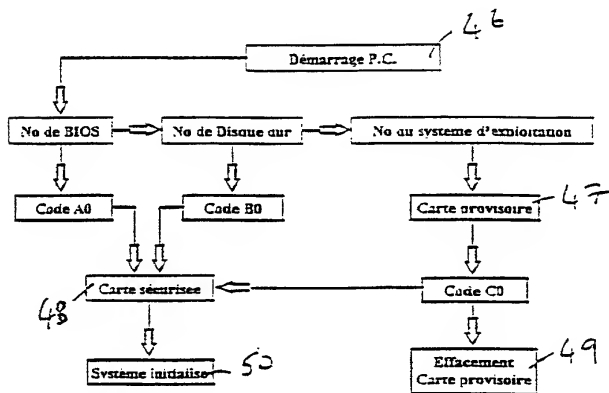 46
Démarrage P.C.
No de BIOS
No de Disque dur
No du système d'exploitation
Code A0
Code B0
Carte provisoire
47
48
Carte sécurisée
Code C0
Système initialisé
50
Effacement
Carte provisoire
49